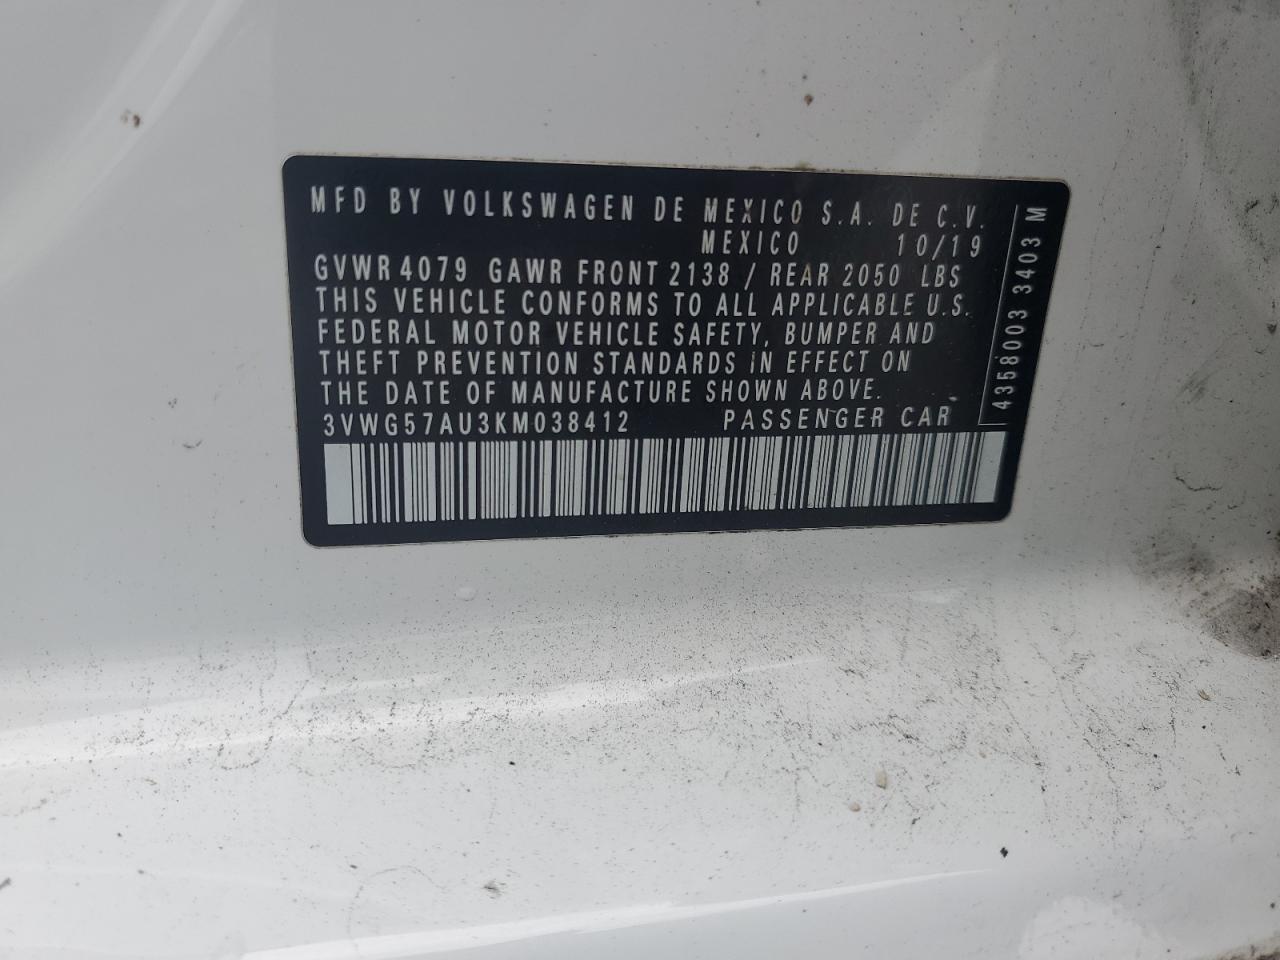 MFD BY VOLKSWAGEN DE MEXICO S.A. DE C.V.
MEXICO 10/19
GVWR 4079 GAWR FRONT 2138 / REAR 2050 LBS
THIS VEHICLE CONFORMS TO ALL APPLICABLE U.S.
FEDERAL MOTOR VEHICLE SAFETY, BUMPER AND
THEFT PREVENTION STANDARDS IN EFFECT ON
THE DATE OF MANUFACTURE SHOWN ABOVE.
3VWG57AU3KM038412 PASSENGER CAR
4358003 3403 M